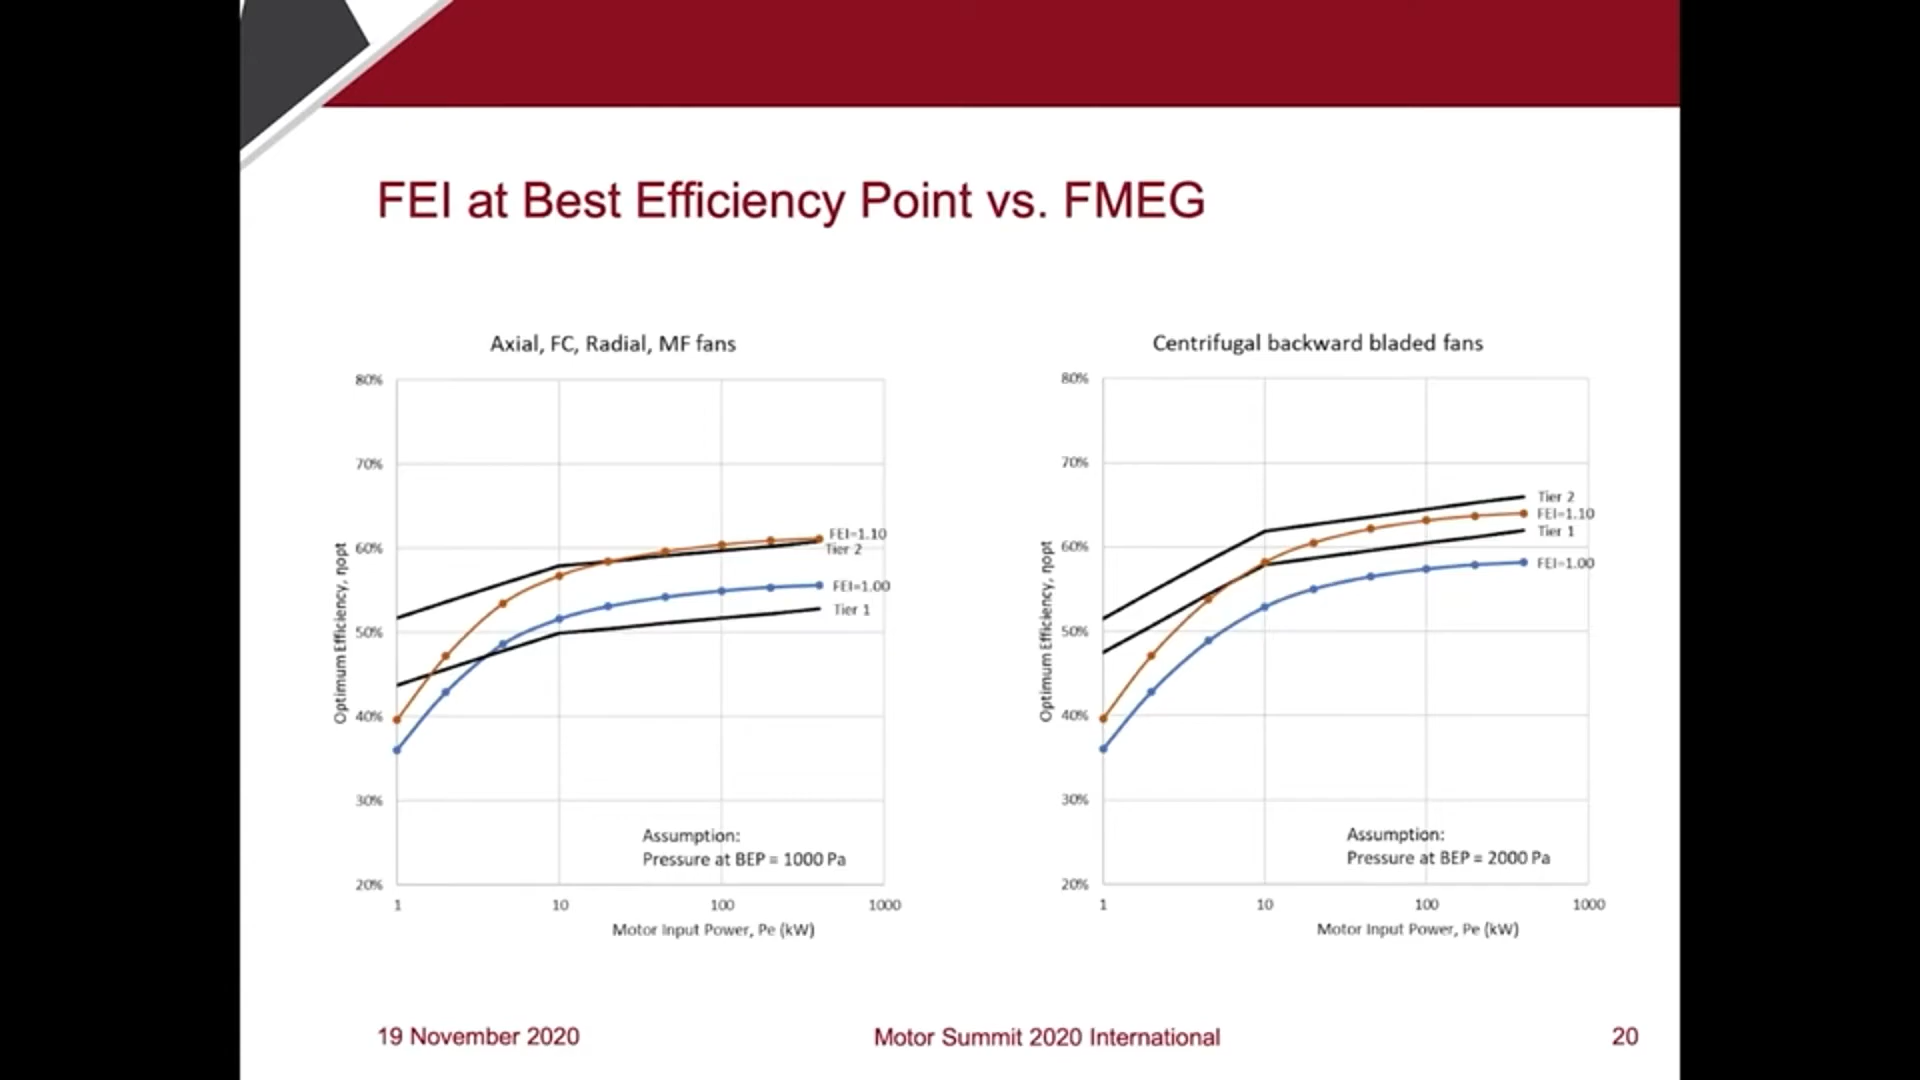 FEI at Best Efficiency Point vs. FMEG
Axial, FC, Radial, MF fans
80%
70%
60%
50%
40%
30%
20%
Optimum Efficiency, ηopt
FEI=1.10
Tier 2
FEI=1.00
Tier 1
Assumption:
Pressure at BEP = 1000 Pa
1 10 100 1000
Motor Input Power, Pe (kW)
Centrifugal backward bladed fans
80%
70%
60%
50%
40%
30%
20%
Optimum Efficiency, ηopt
Tier 2
FEI=1.10
Tier 1
FEI=1.00
Assumption:
Pressure at BEP = 2000 Pa
1 10 100 1000
Motor Input Power, Pe (kW)
19 November 2020
Motor Summit 2020 International
20